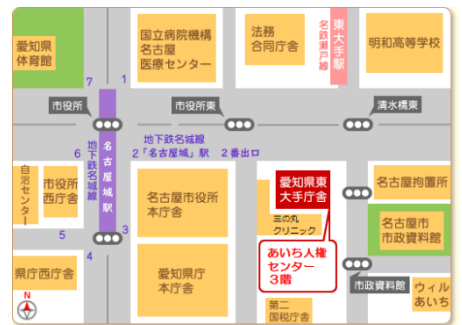 愛知県
体育館
国立病院機構
名古屋
医療センター
法務
合同庁舎
名鉄瀬戸線
東大手駅
明和高等学校
7
1
市役所
市役所東
清水橋東
地下鉄名城線
2「名古屋城」駅
2番出口
6
地下鉄名城線
名古屋城駅
自治センター
市役所
西庁舎
名古屋市役所
本庁舎
愛知県東
大手庁舎
三の丸
クリニック
名古屋拘置所
名古屋市
市政資料館
あいち人権
センター
3階
5
3
4
県庁西庁舎
愛知県庁
本庁舎
第二
国税庁舎
市政資料館
ウィル
あいち
N